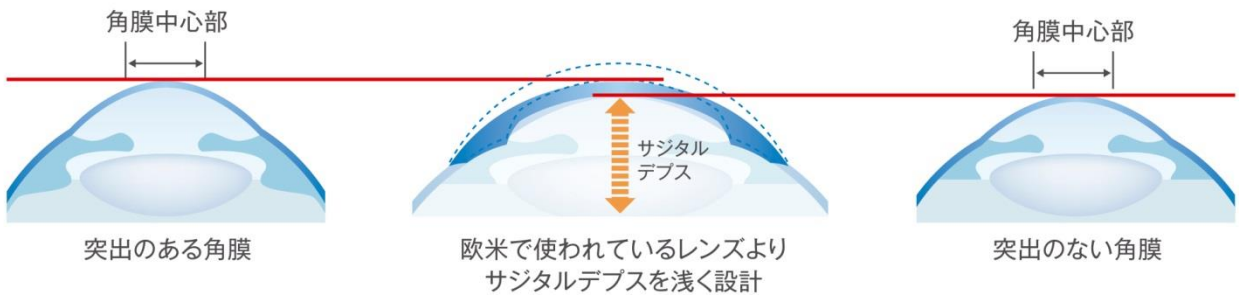 角膜中心部
角膜中心部
サジタル
デプス
突出のある角膜
欧米で使われているレンズより
サジタルデプスを浅く設計
突出のない角膜